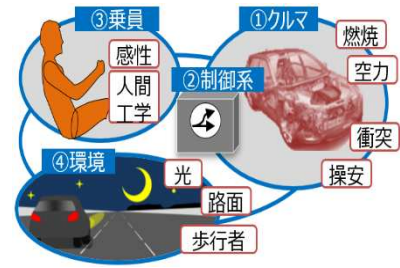 ③乗員
感性
人間
工学
②制御系
①クルマ
燃焼
空力
衝突
操安
④環境
光
路面
歩行者